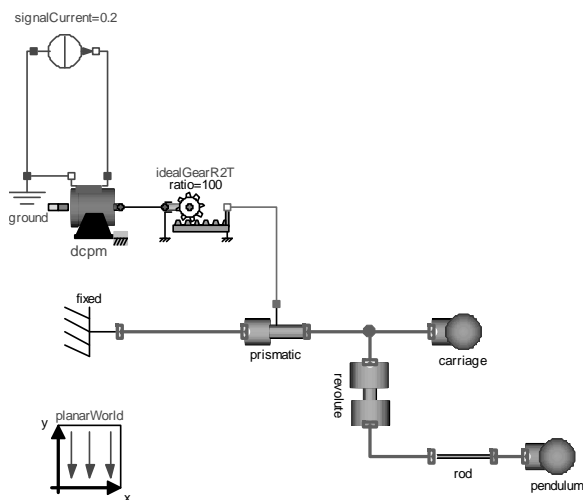 signalCurrent=0.2
idealGearR2T
ratio=100
ground
dcpm
fixed
prismatic
carriage
revolute
planarWorld
y
x
rod
pendulum